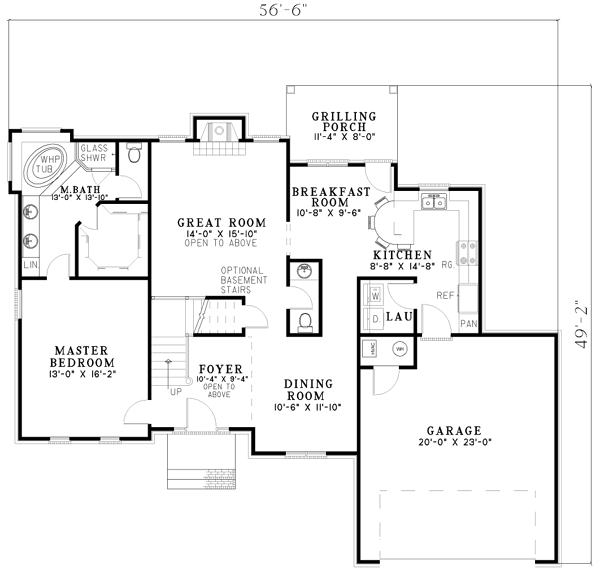 56'-6"
GRILLING
PORCH
11'-4" X 8'-0"
GLASS
SHWR
WHP
TUB
M.BATH
13'-0" X 13'-10"
BREAKFAST
ROOM
10'-8" X 9'-6"
GREAT ROOM
14'-0" X 15'-10"
OPEN TO ABOVE
KITCHEN
8'-8" X 14'-8"
RG.
LIN.
OPTIONAL
BASEMENT
STAIRS
REF
W
D
LAU
PAN
49'-2"
MASTER
BEDROOM
13'-0" X 16'-2"
FOYER
10'-4" X 9'-4"
OPEN TO
ABOVE
UP
HVAC
WH
DINING
ROOM
10'-6" X 11'-10"
GARAGE
20'-0" X 23'-0"